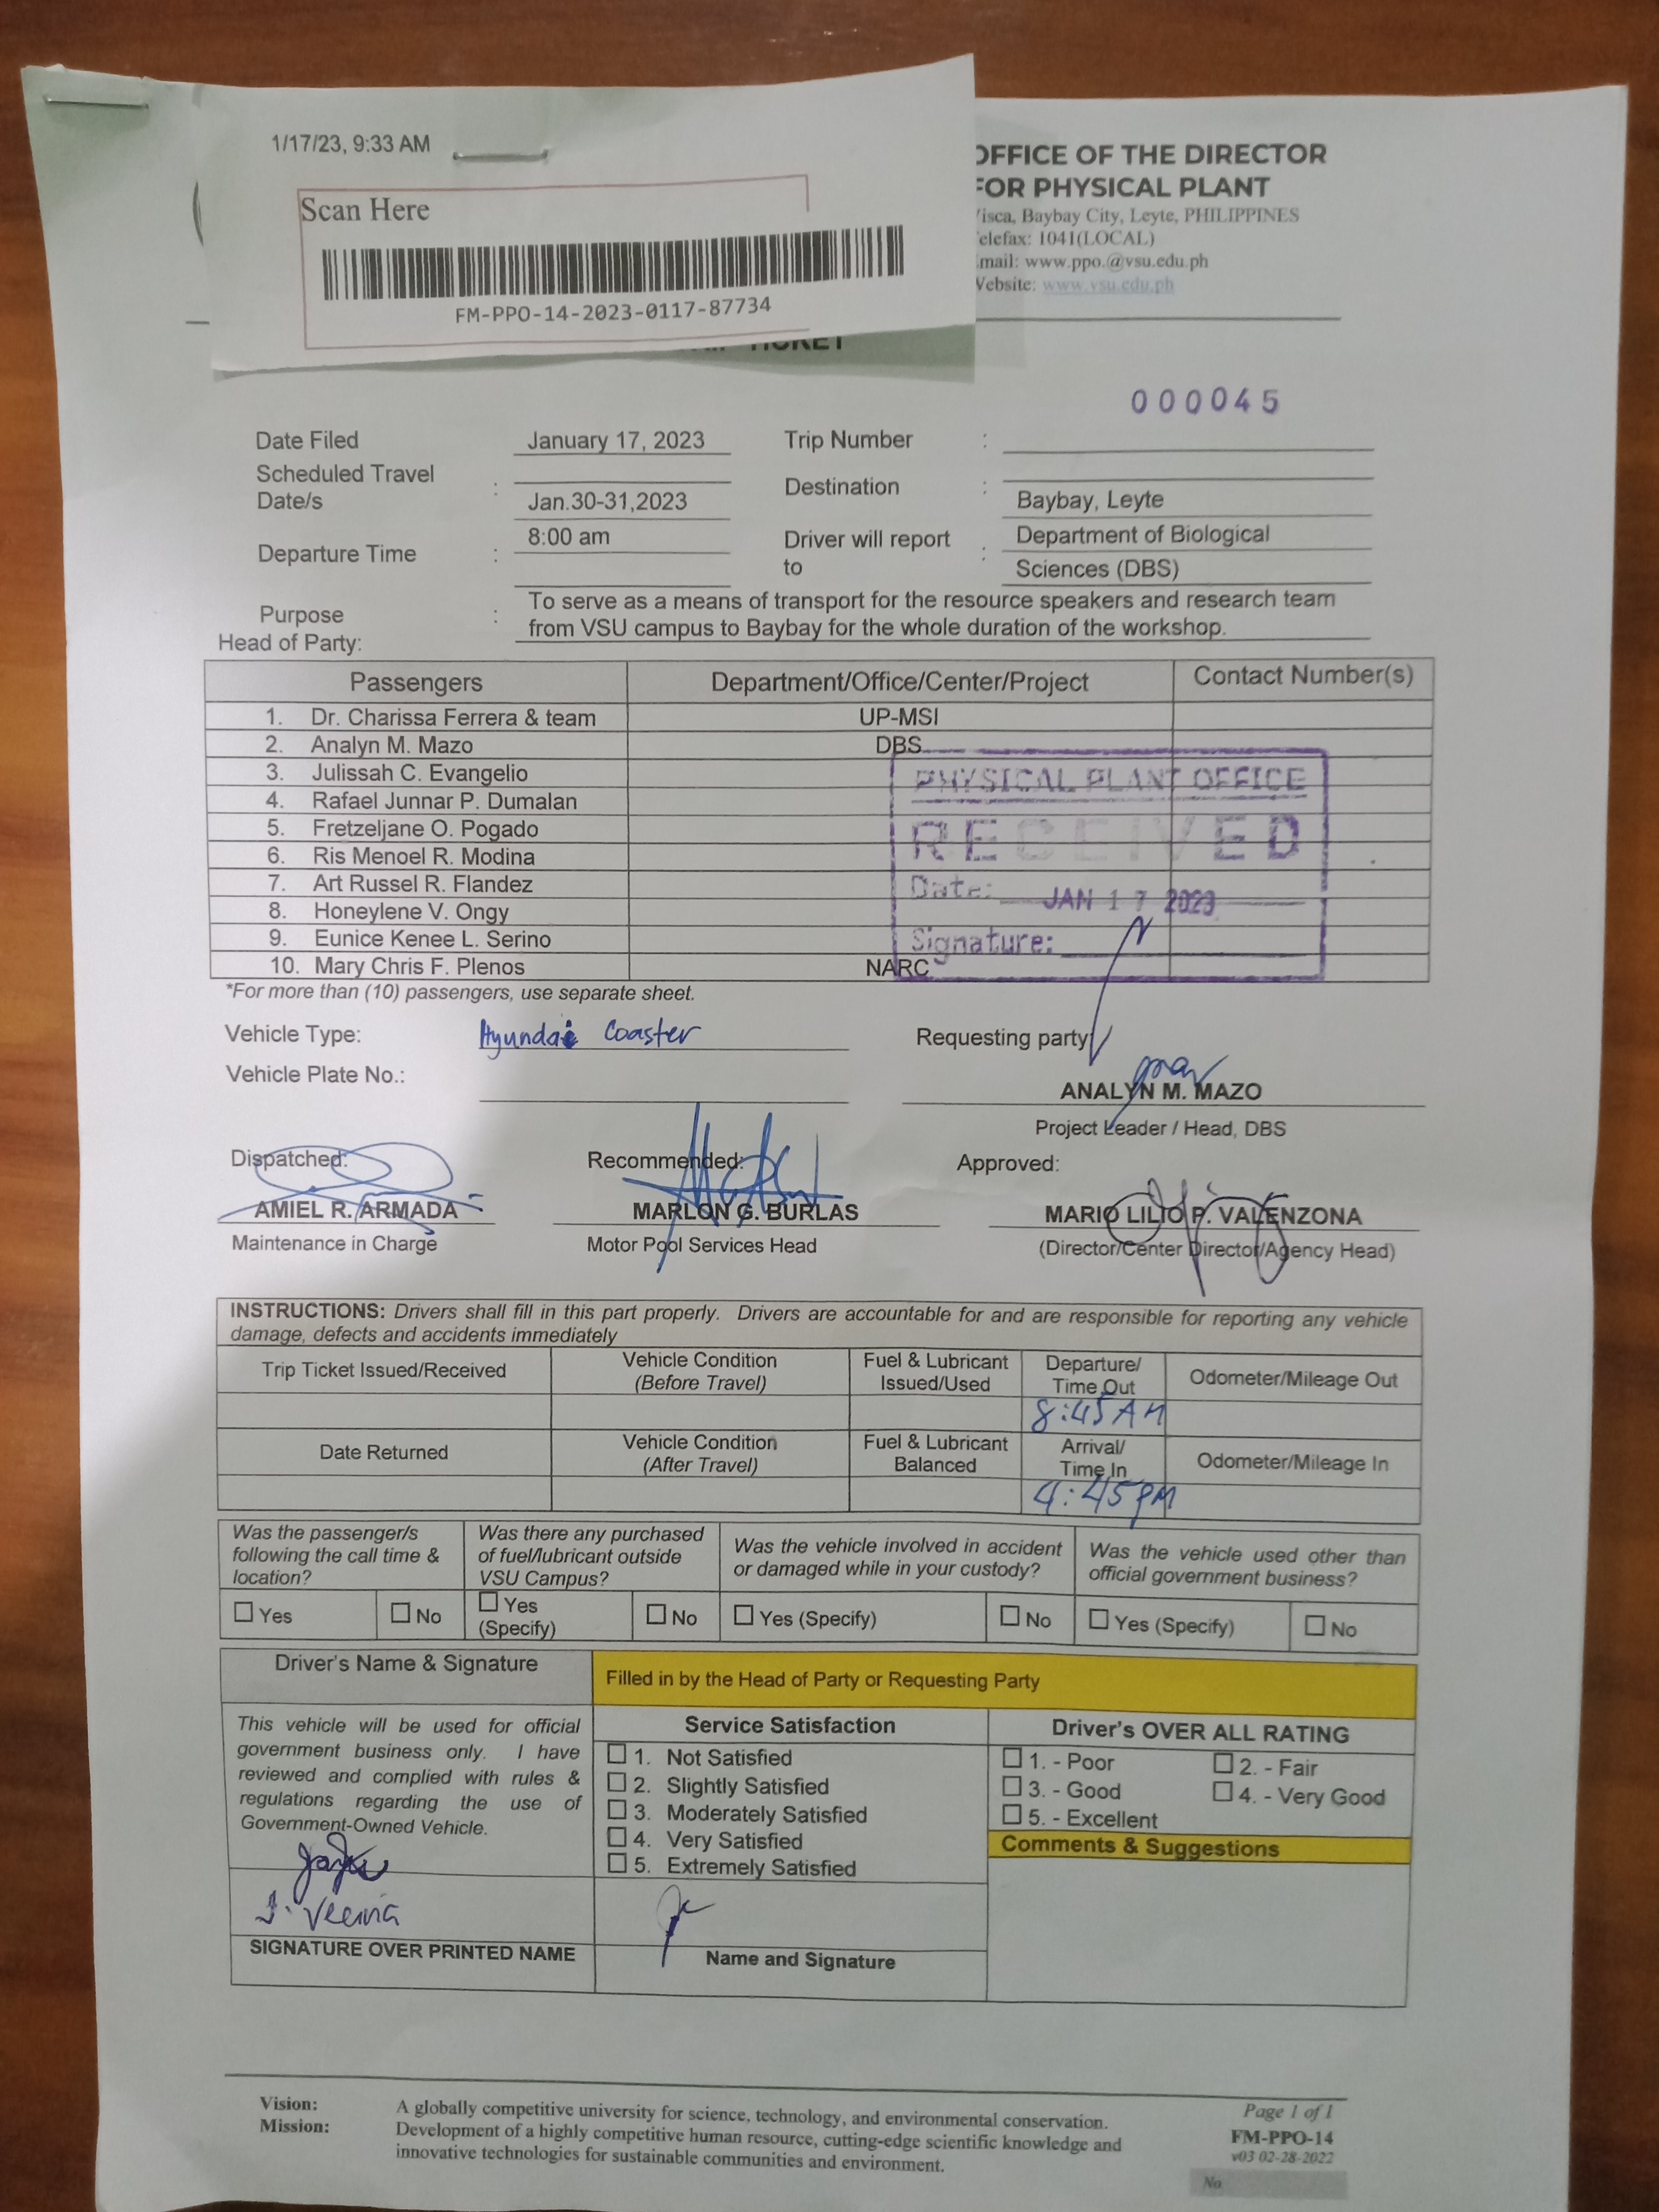 1/17/23, 9:33 AM
Scan Here
FM-PPO-14-2023-0117-87734
OFFICE OF THE DIRECTOR
FOR PHYSICAL PLANT
isca, Baybay City, Leyte, PHILIPPINES
elefax: 1041(LOCAL)
mail: www.ppo.@vsu.edu.ph
ebsite: www.vsu.edu.ph
TICKET
000045
Date Filed January 17, 2023 Trip Number :
Scheduled Travel Date/s : Jan.30-31,2023 Destination : Baybay, Leyte
Departure Time : 8:00 am Driver will report to : Department of Biological Sciences (DBS)
Purpose : To serve as a means of transport for the resource speakers and research team
from VSU campus to Baybay for the whole duration of the workshop.
Head of Party:
Passengers Department/Office/Center/Project Contact Number(s)
1. Dr. Charissa Ferrera & team UP-MSI
2. Analyn M. Mazo DBS
3. Julissah C. Evangelio
4. Rafael Junnar P. Dumalan
5. Fretzeljane O. Pogado
6. Ris Menoel R. Modina
7. Art Russel R. Flandez
8. Honeylene V. Ongy
9. Eunice Kenee L. Serino
10. Mary Chris F. Plenos NARC
PHYSICAL PLANT OFFICE
RECEIVED
Date: JAN 17 2023
Signature:
*For more than (10) passengers, use separate sheet.
Vehicle Type: Hyundai Coaster Requesting party:
Vehicle Plate No.:
ANALYN M. MAZO
Project Leader / Head, DBS
Dispatched: Recommended: Approved:
AMIEL R. ARMADA MARLON G. BURLAS MARIO LILIO P. VALENZONA
Maintenance in Charge Motor Pool Services Head (Director/Center Director/Agency Head)
INSTRUCTIONS: Drivers shall fill in this part properly. Drivers are accountable for and are responsible for reporting any vehicle
damage, defects and accidents immediately
Trip Ticket Issued/Received Vehicle Condition (Before Travel) Fuel & Lubricant Issued/Used Departure/ Time Out Odometer/Mileage Out
8:45 AM
Date Returned Vehicle Condition (After Travel) Fuel & Lubricant Balanced Arrival/ Time In Odometer/Mileage In
4:45 PM
Was the passenger/s following the call time & location? Was there any purchased of fuel/lubricant outside VSU Campus? Was the vehicle involved in accident or damaged while in your custody? Was the vehicle used other than official government business?
☐ Yes ☐ No ☐ Yes (Specify) ☐ No ☐ Yes (Specify) ☐ No ☐ Yes (Specify) ☐ No
Driver's Name & Signature Filled in by the Head of Party or Requesting Party
This vehicle will be used for official
government business only. I have
reviewed and complied with rules &
regulations regarding the use of
Government-Owned Vehicle.
SIGNATURE OVER PRINTED NAME
Service Satisfaction
☐ 1. Not Satisfied
☐ 2. Slightly Satisfied
☐ 3. Moderately Satisfied
☐ 4. Very Satisfied
☐ 5. Extremely Satisfied
Name and Signature
Driver's OVER ALL RATING
☐ 1. - Poor ☐ 2. - Fair
☐ 3. - Good ☐ 4. - Very Good
☐ 5. - Excellent
Comments & Suggestions
Vision: A globally competitive university for science, technology, and environmental conservation.
Mission: Development of a highly competitive human resource, cutting-edge scientific knowledge and
innovative technologies for sustainable communities and environment.
Page 1 of 1
FM-PPO-14
v03 02-28-2022
No